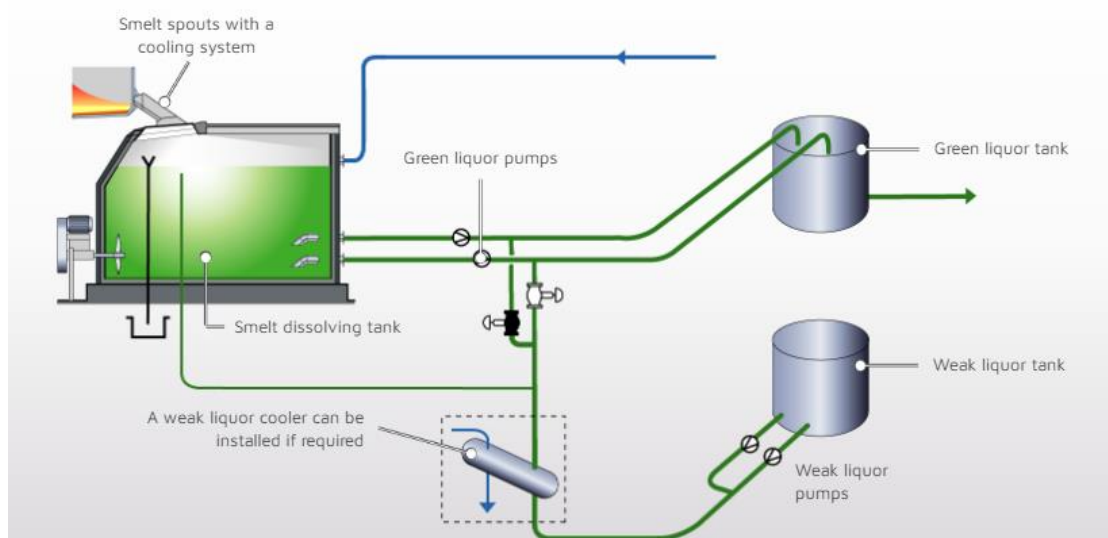 Smelt spouts with a
cooling system
Green liquor pumps
Green liquor tank
Smelt dissolving tank
Weak liquor tank
A weak liquor cooler can be
installed if required
Weak liquor
pumps